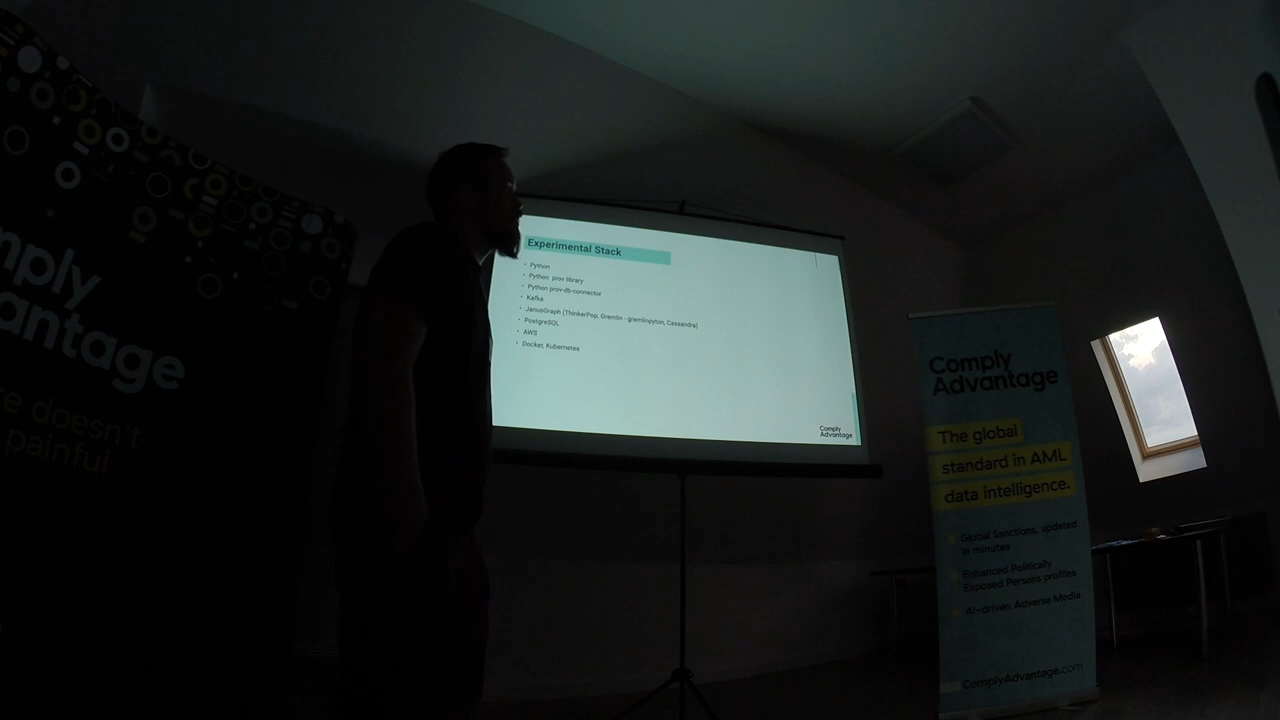 mply
antage
e doesn't
painful
Experimental Stack
• Python
• Python prov library
• Python prov-db-connector
• Kafka
• JanusGraph (ThinkerPop, Gremlin - gremlinpyton, Cassandra)
• PostgreSQL
• AWS
• Docker, Kubernetes
Comply
Advantage
Comply
Advantage
The global
standard in AML
data intelligence.
Global Sanctions, updated
in minutes
Enhanced Politically
Exposed Persons profiles
AI-driven Adverse Media
ComplyAdvantage.com